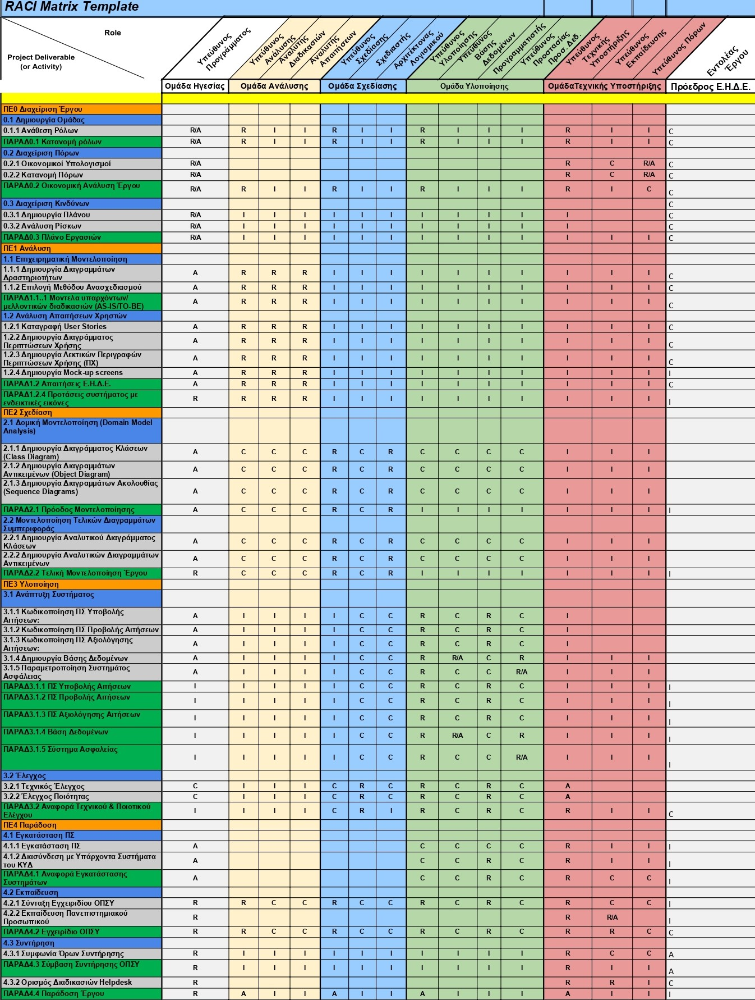 RACI Matrix Template
Role
Project Deliverable
(or Activity)
Υπεύθυνος
Προγράμματος
Υπεύθυνος
Ανάλυσης
Αναλυτής
Διαδικασιών
Αναλυτής
Απαιτήσεων
Υπεύθυνος
Σχεδίασης
Σχεδιαστής
Αρχιτέκτονας
Λογισμικού
Υπεύθυνος
Υλοποίησης
Υπεύθυνος
Βάσης
Δεδομένων
Προγραμματιστής
Υπεύθυνος
Προστασίας
Προσ. Δεδ.
Υπεύθυνος
Τεχνικής
Υποστήριξης
Υπεύθυνος
Εκπαίδευσης
Υπεύθυνος Πόρων
Εντολέας
Έργου
Ομάδα Ηγεσίας Ομάδα Ανάλυσης Ομάδα Σχεδίασης Ομάδα Υλοποίησης ΟμάδαΤεχνικής Υποστήριξης Πρόεδρος Ε.Η.Δ.Ε.
ΠΕ0 Διαχείριση Έργου
0.1 Δημιουργία Ομάδας
0.1.1 Ανάθεση Ρόλων R/A R I I R I I R I I I R I I C
ΠΑΡΑΔ0.1 Κατανομή ρόλων R/A R I I R I I R I I I R I I C
0.2 Διαχείριση Πόρων
0.2.1 Οικονομικοί Υπολογισμοί R/A R C R/A C
0.2.2 Κατανομή Πόρων R/A R C R/A C
ΠΑΡΑΔ0.2 Οικονομική Ανάλυση Έργου R/A R I I R I I R I I I R I C C
0.3 Διαχείριση Κινδύνων C
0.3.1 Δημιουργία Πλάνου R/A I I I I I I I I I I I C
0.3.2 Ανάλυση Ρίσκων R/A I I I I I I I I I I I C
ΠΑΡΑΔ0.3 Πλάνο Εργασιών R/A I I I I I I I I I I I I I C
ΠΕ1 Ανάλυση
1.1 Επιχειρηματική Μοντελοποίηση
1.1.1 Δημιουργία Διαγραμμάτων
Δραστηριοτήτων A R R R I I I I I I I I I I C
1.1.2 Επιλογή Μεθόδου Ανασχεδιασμού A R R R I I I I I I I I I I C
ΠΑΡΑΔ1.1..1 Μοντελα υπαρχόντων/
μελλοντικών διαδικασιών (AS-IS/TO-BE) A R R R I I I I I I I I I I C
1.2 Ανάλυση Απαιτήσεων Χρηστών
1.2.1 Καταγραφή User Stories A R R R I I I I I I I I I I C
1.2.2 Δημιουργία Διαγράμματος
Περιπτώσεων Χρήσης A R R R I I I I I I I I I I C
1.2.3 Δημιουργία Λεκτικών Περιγραφών
Περιπτώσεων Χρήσης (ΠΧ) A R R R I I I I I I I I I I C
1.2.4 Δημιουργία Mock-up screens A R R R I I I I I I I I I I I
ΠΑΡΑΔ1.2 Απαιτήσεις Ε.Η.Δ.Ε. A R R R I I I I I I I I I I C
ΠΑΡΑΔ1.2.4 Προτάσεις συστήματος με
ενδεικτικές εικόνες R R R R I I I I I I I I I I I
ΠΕ2 Σχεδίαση
2.1 Δομική Μοντελοποίηση (Domain Model
Analysis)
2.1.1 Δημιουργία Διαγράμματος Κλάσεων
(Class Diagram) A C C C R C R C C C C I I I
2.1.2 Δημιουργία Διαγραμμάτων
Αντικειμένων (Object Diagram) A C C C R C R C C C C I I I
2.1.3 Δημιουργία Διαγραμμάτων Ακολουθίας
(Sequence Diagrams) A C C C R C R C C C C I I I
ΠΑΡΑΔ2.1 Πρόοδος Μοντελοποίησης A C C C R C R I I I I I I I I
2.2 Μοντελοποίηση Τελικών Διαγραμμάτων
Συμπεριφοράς
2.2.1 Δημιουργία Αναλυτικού Διαγράμματος
Κλάσεων A C C C R C R C C C C I I I
2.2.2 Δημιουργία Αναλυτικών Διαγραμμάτων
Αντικειμένων A C C C R C R C C C C I I I
ΠΑΡΑΔ2.2 Τελική Μοντελοποίηση Έργου R C C C R C R I I I I I I I I
ΠΕ3 Υλοποίηση
3.1 Ανάπτυξη Συστήματος
3.1.1 Κωδικοποίηση ΠΣ Υποβολής
Αιτήσεων: A I I I I C C R C R C I
3.1.2 Κωδικοποίηση ΠΣ Προβολής Αιτήσεων A I I I I C C R C R C I
3.1.3 Κωδικοποίηση ΠΣ Αξιολόγησης
Αιτήσεων: A I I I I C C R C R C I
3.1.4 Δημιουργία Βάσης Δεδομένων A I I I I C C R R/A C R I I I
3.1.5 Παραμετροποίηση Συστημάτος
Ασφάλειας A I I I I C C R C C R/A I I I
ΠΑΡΑΔ3.1.1 ΠΣ Υποβολής Αιτήσεων I I I I I C C R C R C I I I I
ΠΑΡΑΔ3.1.2 ΠΣ Προβολής Αιτήσεων I I I I I C C R C R C I I I I
ΠΑΡΑΔ3.1.3 ΠΣ Αξιολόγησης Αιτήσεων I I I I I C C R C R C I I I I
ΠΑΡΑΔ3.1.4 Βάση Δεδομένων I I I I I C C R R/A C R I I I I
ΠΑΡΑΔ3.1.5 Σύστημα Ασφαλείας I I I I I C C R C C R/A I I I I
3.2 Έλεγχος
3.2.1 Τεχνικός Έλεγχος C I I I C R C R C R C A
3.2.2 Έλεγχος Ποιότητας C I I I C R C R C R C A
ΠΑΡΑΔ3.2 Αναφορά Τεχνικού & Ποιοτικού
Ελέγχου I I I I C R I R C R C R I I C
ΠΕ4 Παράδοση
4.1 Εγκατάσταση ΠΣ
4.1.1 Εγκατάσταση ΠΣ A C C C C R I I I
4.1.2 Διασύνδεση με Υπάρχοντα Συστήματα
του ΚΥΔ A C C R C R I I I
ΠΑΡΑΔ4.1 Αναφορά Εγκατάστασης
Συστημάτων A C C R C R C C I
4.2 Εκπαίδευση
4.2.1 Σύνταξη Εγχειριδίου ΟΠΣΥ R R C C R C C R C R C R C C I
4.2.2 Εκπαίδευση Πανεπιστημιακού
Προσωπικού R R R/A I
ΠΑΡΑΔ4.2 Εγχειρίδιο ΟΠΣΥ R R C C R C C R C R C R R C C
4.3 Συντήρηση
4.3.1 Συμφωνία Όρων Συντήρησης R I I I I I I I I I I R C C A
ΠΑΡΑΔ4.3 Σύμβαση Συντήρησης ΟΠΣΥ R I I I I I I I I I I R I I A
4.3.2 Ορισμός Διαδικασιών Helpdesk R R R I C
ΠΑΡΑΔ4.4 Παράδοση Έργου R A I I A I I A I I I A I I I